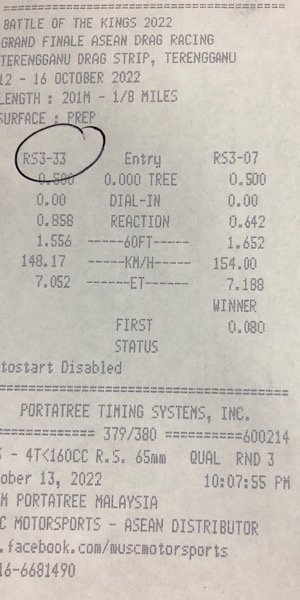 BATTLE OF THE KINGS 2022
GRAND FINALE ASEAN DRAG RACING
TERENGGANU DRAG STRIP, TERENGGANU
12 - 16 OCTOBER 2022
LENGTH : 201M - 1/8 MILES
SURFACE : PREP
RS3-33 Entry RS3-07
0.500 0.000 TREE 0.500
0.00 DIAL-IN 0.00
0.858 REACTION 0.642
1.556 -----60FT----- 1.652
148.17 -----KM/H----- 154.00
7.052 ------ET------ 7.188
WINNER
FIRST 0.080
STATUS
tostart Disabled
PORTATREE TIMING SYSTEMS, INC.
============ 379/380 ==========600214
- 4T<160CC R.S. 65mm QUAL RND 3
ober 13, 2022 10:07:55 PM
M PORTATREE MALAYSIA
C MOTORSPORTS - ASEAN DISTRIBUTOR
.facebook.com/muscmotorsports
16-6681490